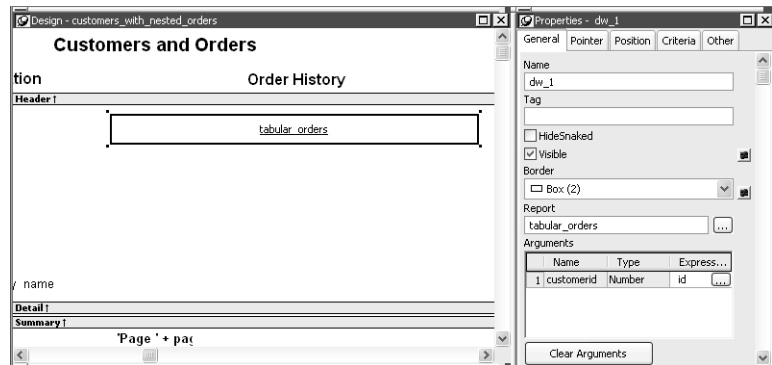 Design - customers_with_nested_orders
Customers and Orders
tion
Order History
Header ↑
tabular_orders
y name
Detail ↑
Summary ↑
'Page ' + pag
Properties - dw_1
General Pointer Position Criteria Other
Name
dw_1
Tag
HideSnaked
Visible
Border
Box (2)
Report
tabular_orders
...
Arguments
Name Type Express...
1 customerid Number id ...
Clear Arguments